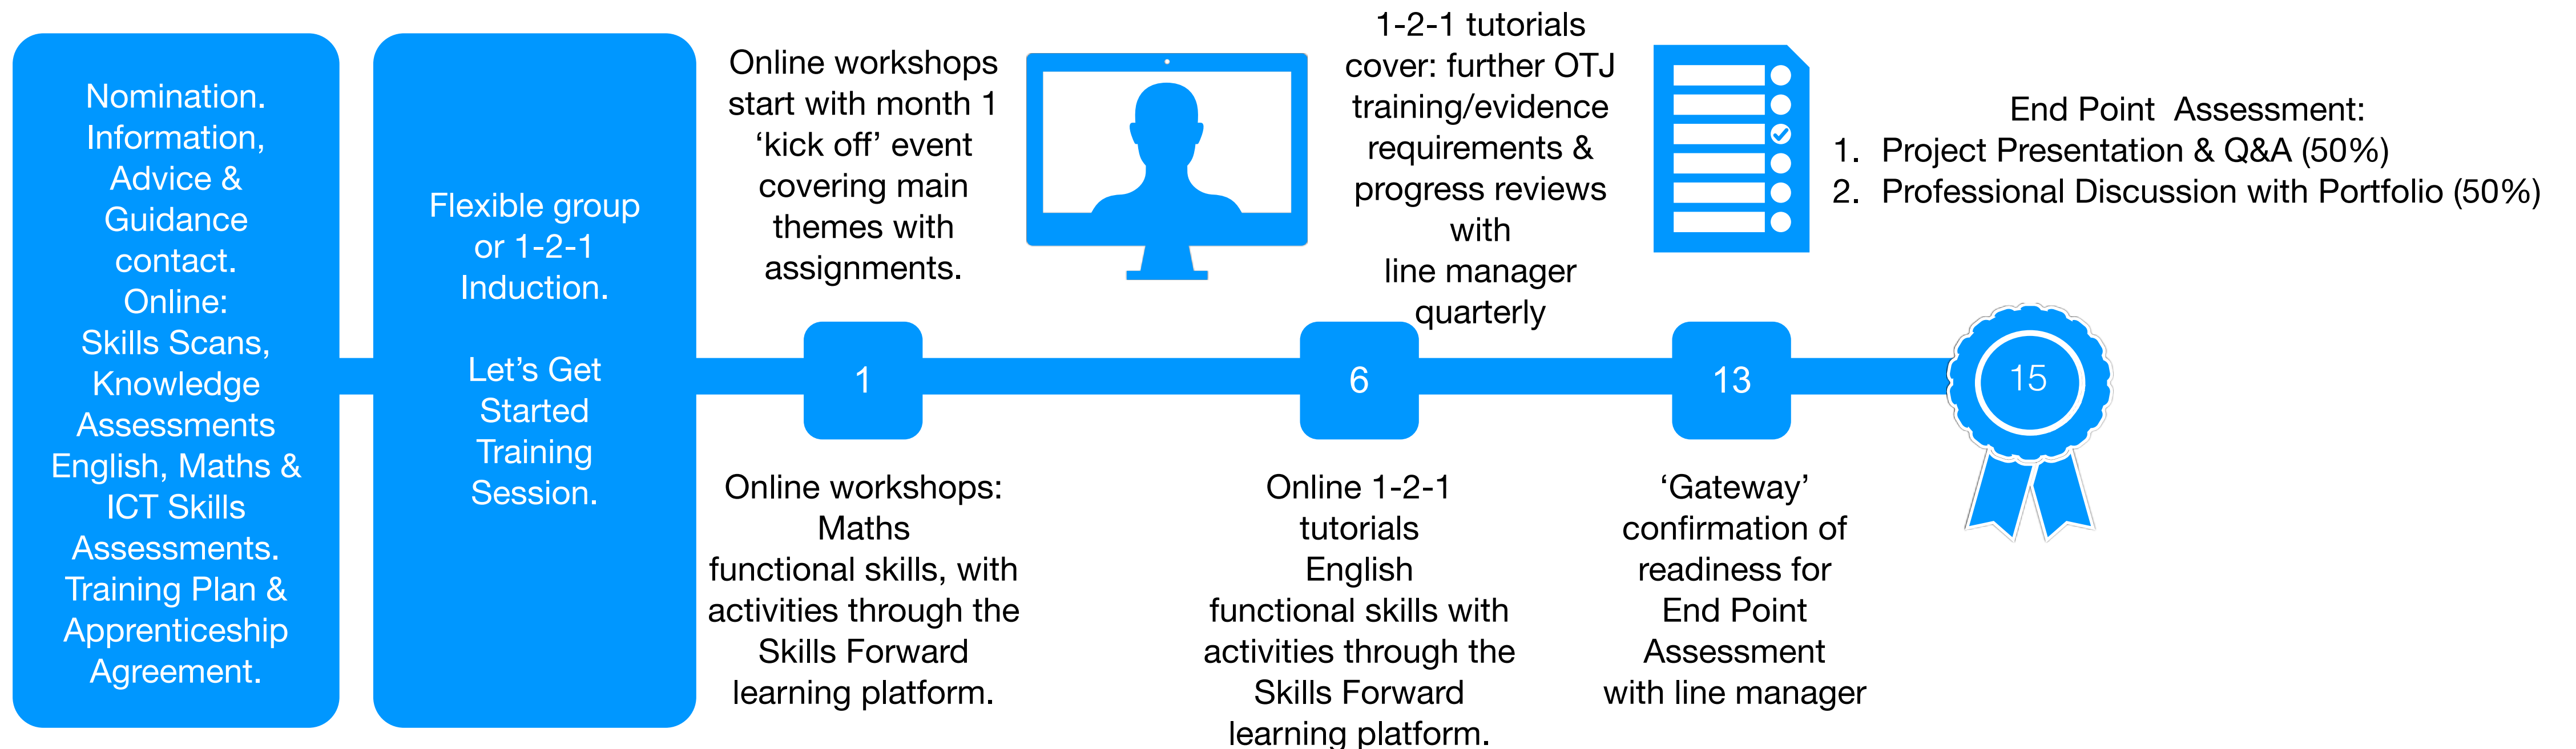 Nomination.
Information,
Advice &
Guidance
contact.
Online:
Skills Scans,
Knowledge
Assessments
English, Maths &
ICT Skills
Assessments.
Training Plan &
Apprenticeship
Agreement.
Flexible group
or 1-2-1
Induction.
Let’s Get
Started
Training
Session.
Online workshops
start with month 1
‘kick off’ event
covering main
themes with
assignments.
1-2-1 tutorials
cover: further OTJ
training/evidence
requirements &
progress reviews
with
line manager
quarterly
End Point  Assessment:
1. Project Presentation & Q&A (50%)
2. Professional Discussion with Portfolio (50%)
1
6
13
15
Online workshops:
Maths
functional skills, with
activities through the
Skills Forward
learning platform.
Online 1-2-1
tutorials
English
functional skills with
activities through the
Skills Forward
learning platform.
‘Gateway’
confirmation of
readiness for
End Point
Assessment
with line manager